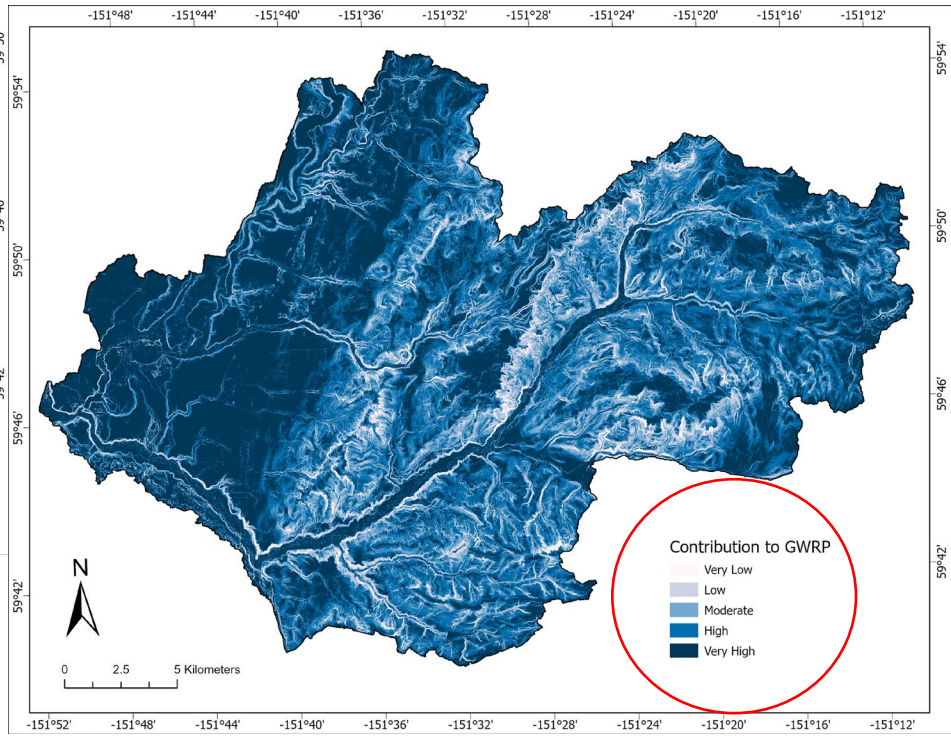 -151°48' -151°44' -151°40' -151°36' -151°32' -151°28' -151°24' -151°20' -151°16' -151°12'
59°54'
59°54'
59°50'
59°50'
59°46'
59°46'
59°42'
59°42'
Contribution to GWRP
Very Low
Low
Moderate
High
Very High
N
0 2.5 5 Kilometers
-151°52' -151°48' -151°44' -151°40' -151°36' -151°32' -151°28' -151°24' -151°20' -151°16' -151°12'